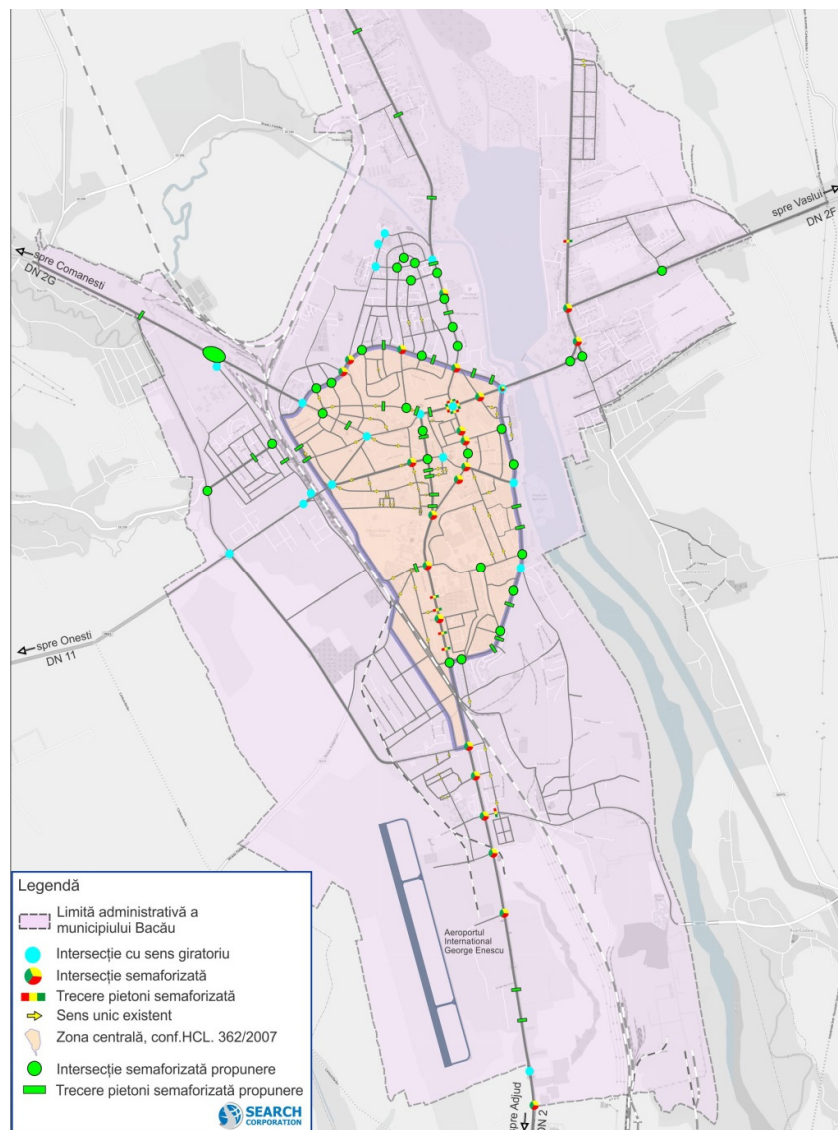 spre Vaslui
DN 2F
spre Comanesti
DN 2G
spre Onesti
DN 11
Aeroportul
International
George Enescu
spre Adjud
DN 2
Legendă
Limită administrativă a
municipiului Bacău
Intersecție cu sens giratoriu
Intersecție semaforizată
Trecere pietoni semaforizată
Sens unic existent
Zona centrală, conf.HCL. 362/2007
Intersecție semaforizată propunere
Trecere pietoni semaforizată propunere
SEARCH
CORPORATION